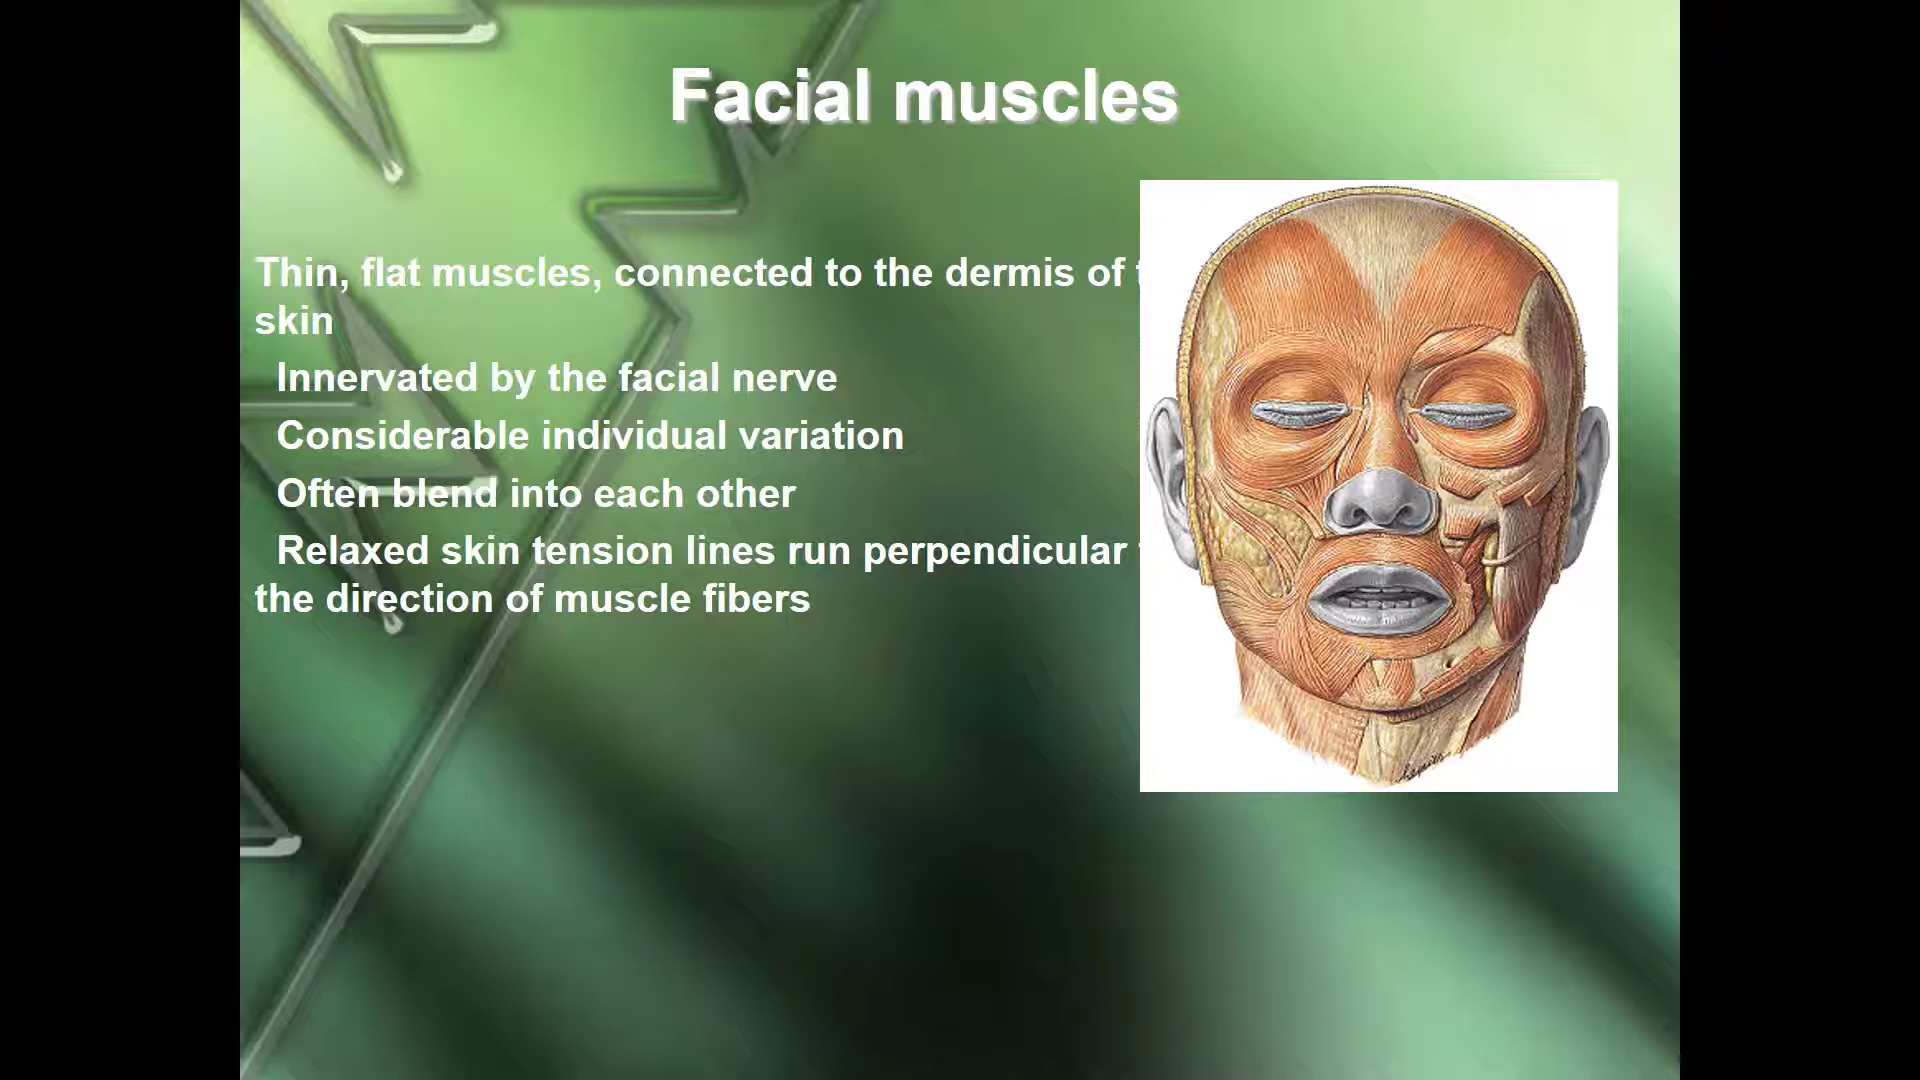 Facial muscles
Thin, flat muscles, connected to the dermis of
skin
Innervated by the facial nerve
Considerable individual variation
Often blend into each other
Relaxed skin tension lines run perpendicular
the direction of muscle fibers